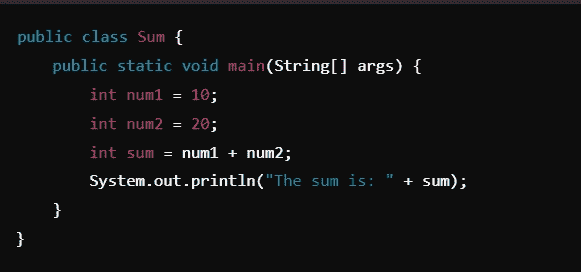 public class Sum {
    public static void main(String[] args) {
        int num1 = 10;
        int num2 = 20;
        int sum = num1 + num2;
        System.out.println("The sum is: " + sum);
    }
}